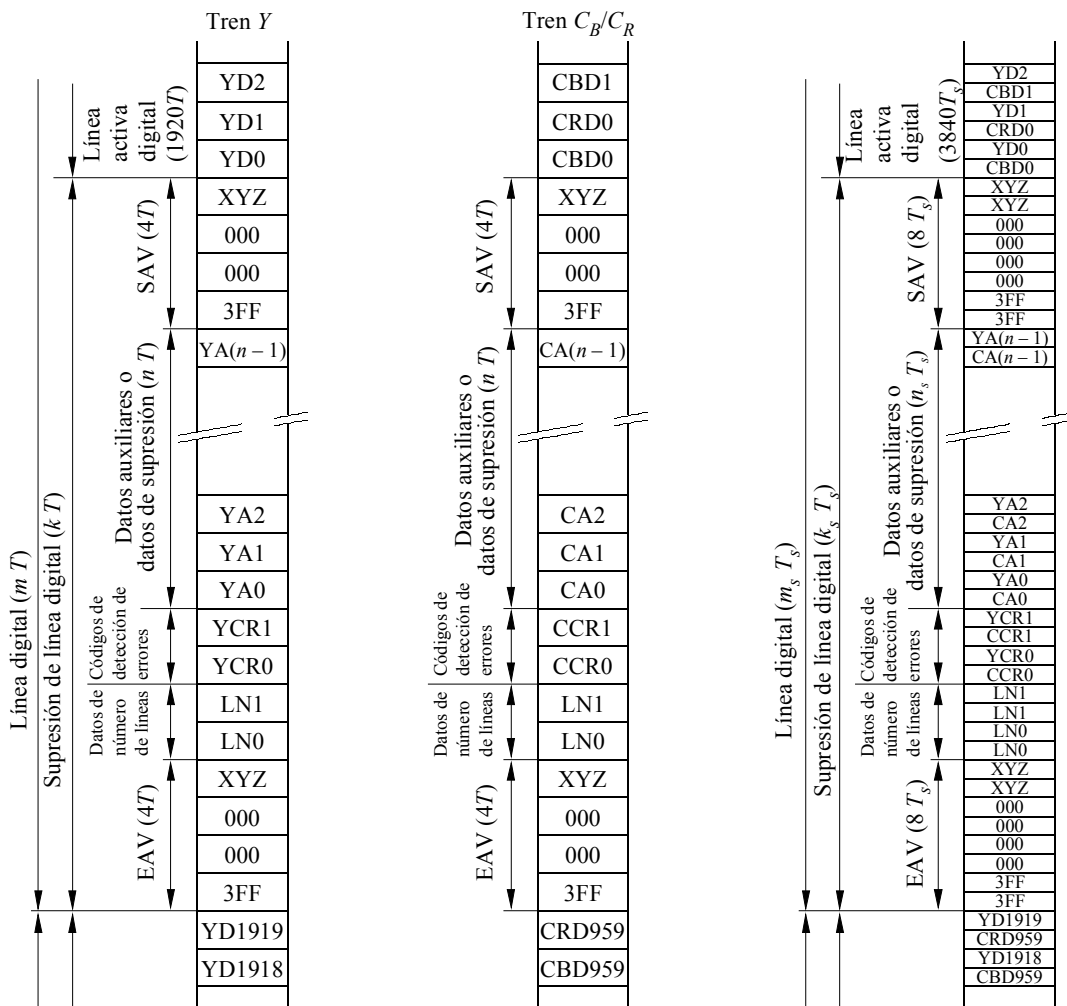 Tren Y
YD2
YD1
YD0
XYZ
000
000
3FF
YA(n – 1)
YA2
YA1
YA0
YCR1
YCR0
LN1
LN0
XYZ
000
000
3FF
YD1919
YD1918
Línea
activa
digital
(1920T)
SAV (4T)
Datos auxiliares o
datos de supresión (n T)
Códigos de
detección de
errores
Datos de
número
de líneas
EAV (4T)
Línea digital (m T)
Supresión de línea digital (k T)
Tren C_B/C_R
CBD1
CRD0
CBD0
XYZ
000
000
3FF
CA(n – 1)
CA2
CA1
CA0
CCR1
CCR0
LN1
LN0
XYZ
000
000
3FF
CRD959
CBD959
SAV (4T)
Datos auxiliares o
datos de supresión (n T)
Códigos de
detección de
errores
Datos de
número
de líneas
EAV (4T)
YD2
CBD1
YD1
CRD0
YD0
CBD0
XYZ
XYZ
000
000
000
000
3FF
3FF
YA(n – 1)
CA(n – 1)
YA2
CA2
YA1
CA1
YA0
CA0
YCR1
CCR1
YCR0
CCR0
LN1
LN1
LN0
LN0
XYZ
XYZ
000
000
000
000
3FF
3FF
YD1919
CRD959
YD1918
CBD959
Línea
activa
digital
(3840T_s)
SAV (8 T_s)
Datos auxiliares o
datos de supresión (n_s T_s)
Códigos de
detección de
errores
Datos de
número
de líneas
EAV (8 T_s)
Línea digital (m_s T_s)
Supresión de línea digital (k_s T_s)